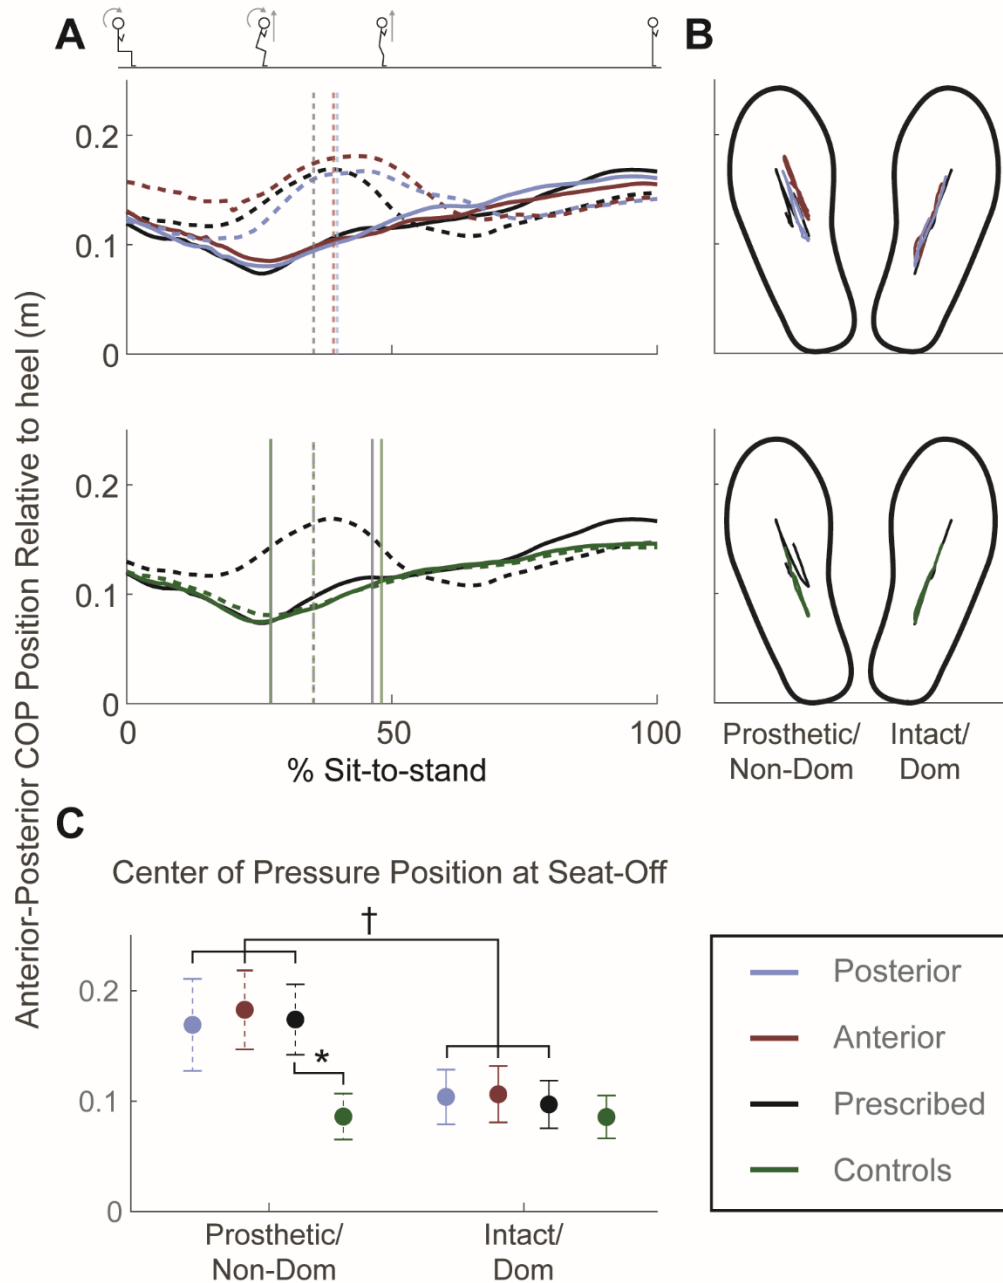 A
B
0.2
0.1
0
0.2
0.1
0
0
50
100
% Sit-to-stand
Anterior-Posterior COP Position Relative to heel (m)
Prosthetic/
Non-Dom
Intact/
Dom
C
Center of Pressure Position at Seat-Off
†
0.2
*
0.1
0
Prosthetic/
Non-Dom
Intact/
Dom
Posterior
Anterior
Prescribed
Controls